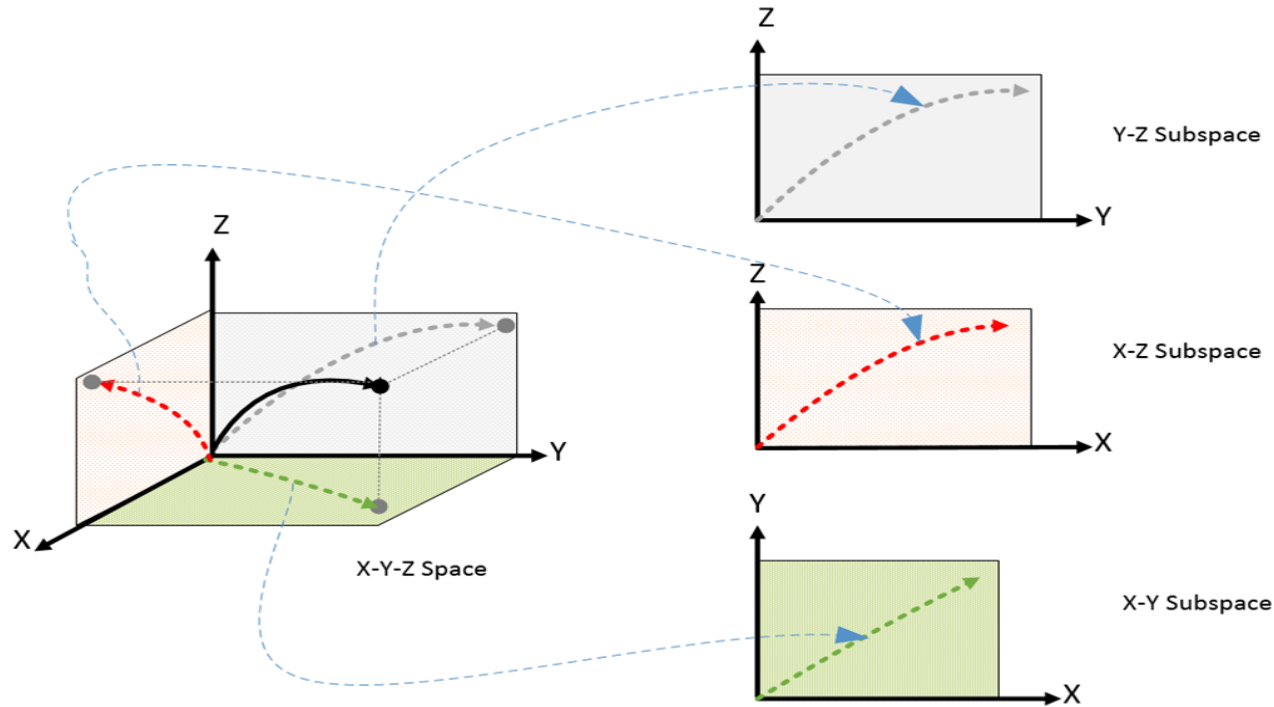 Z
Y
X
X-Y-Z Space
Z
Y
Y-Z Subspace
Z
X
X-Z Subspace
Y
X
X-Y Subspace